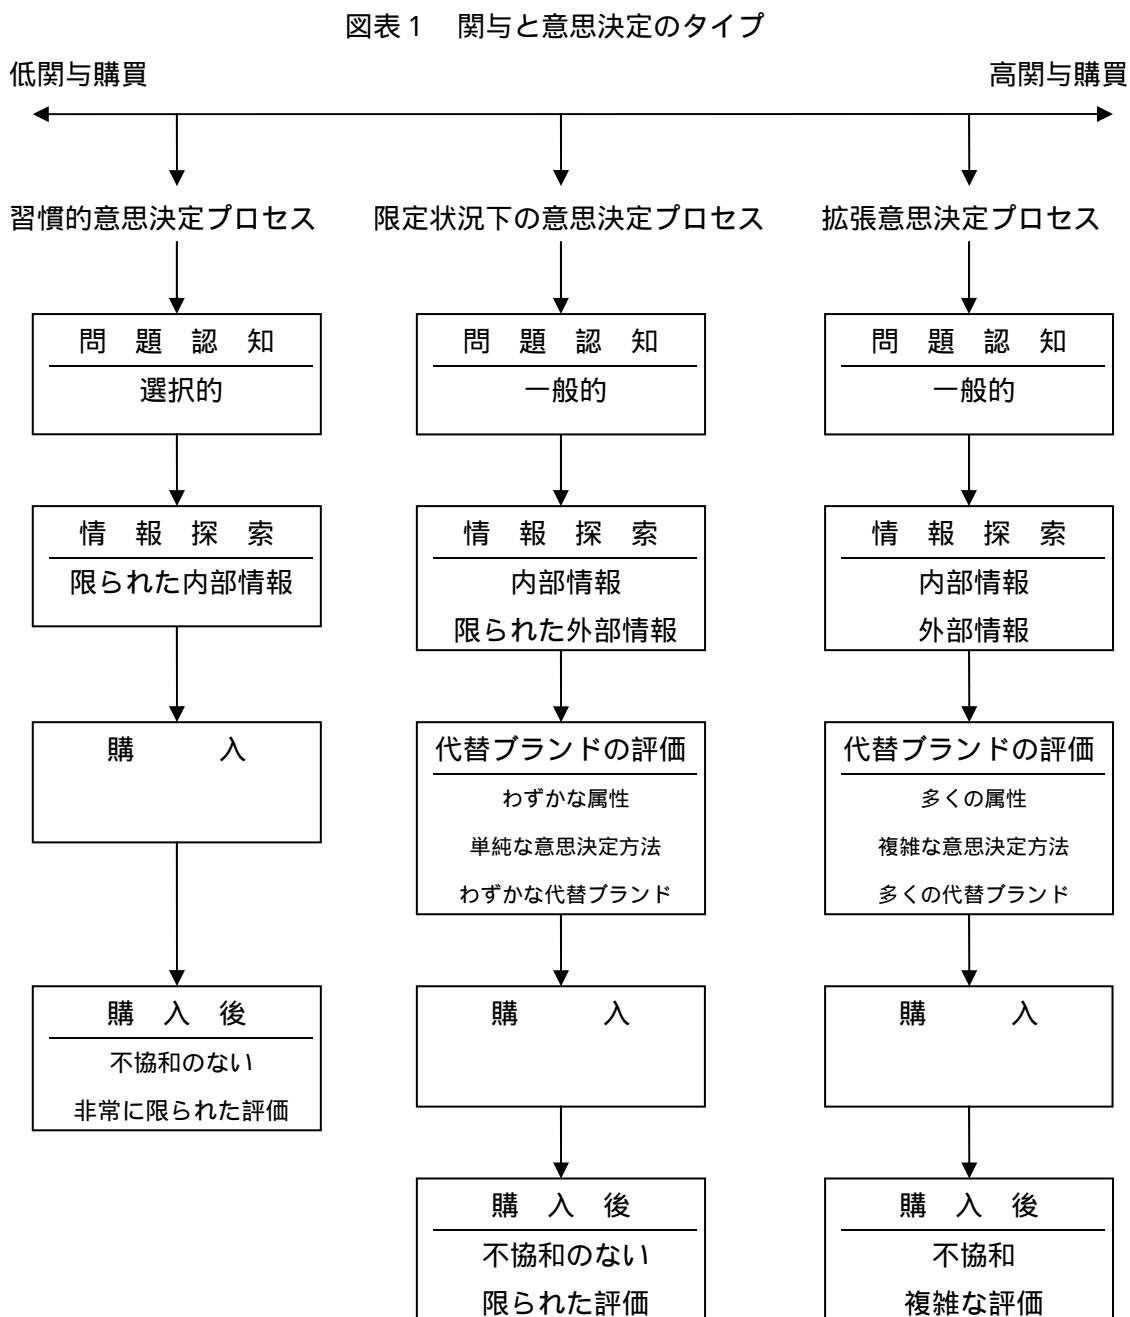 図表1 関与と意思決定のタイプ
低関与購買
高関与購買
習慣的意思決定プロセス
限定状況下の意思決定プロセス
拡張意思決定プロセス
問題認知
選択的
問題認知
一般的
問題認知
一般的
情報探索
限られた内部情報
情報探索
内部情報
限られた外部情報
情報探索
内部情報
外部情報
購入
代替ブランドの評価
わずかな属性
単純な意思決定方法
わずかな代替ブランド
代替ブランドの評価
多くの属性
複雑な意思決定方法
多くの代替ブランド
購入後
不協和のない
非常に限られた評価
購入
購入
購入後
不協和のない
限られた評価
購入後
不協和
複雑な評価